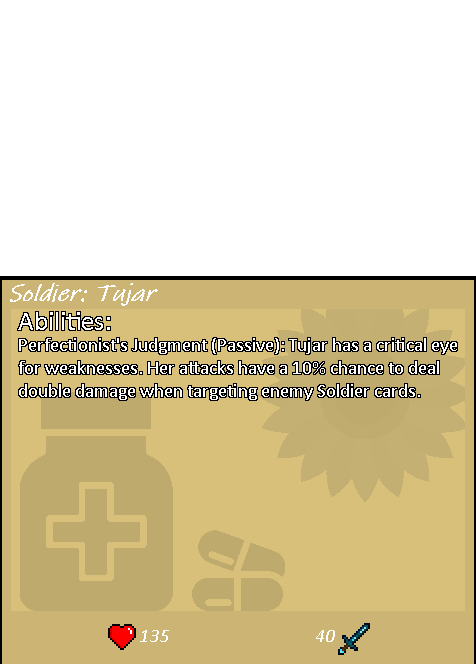 Soldier: Tujar
Abilities:
Perfectionist's Judgment (Passive): Tujar has a critical eye
for weaknesses. Her attacks have a 10% chance to deal
double damage when targeting enemy Soldier cards.
135
40